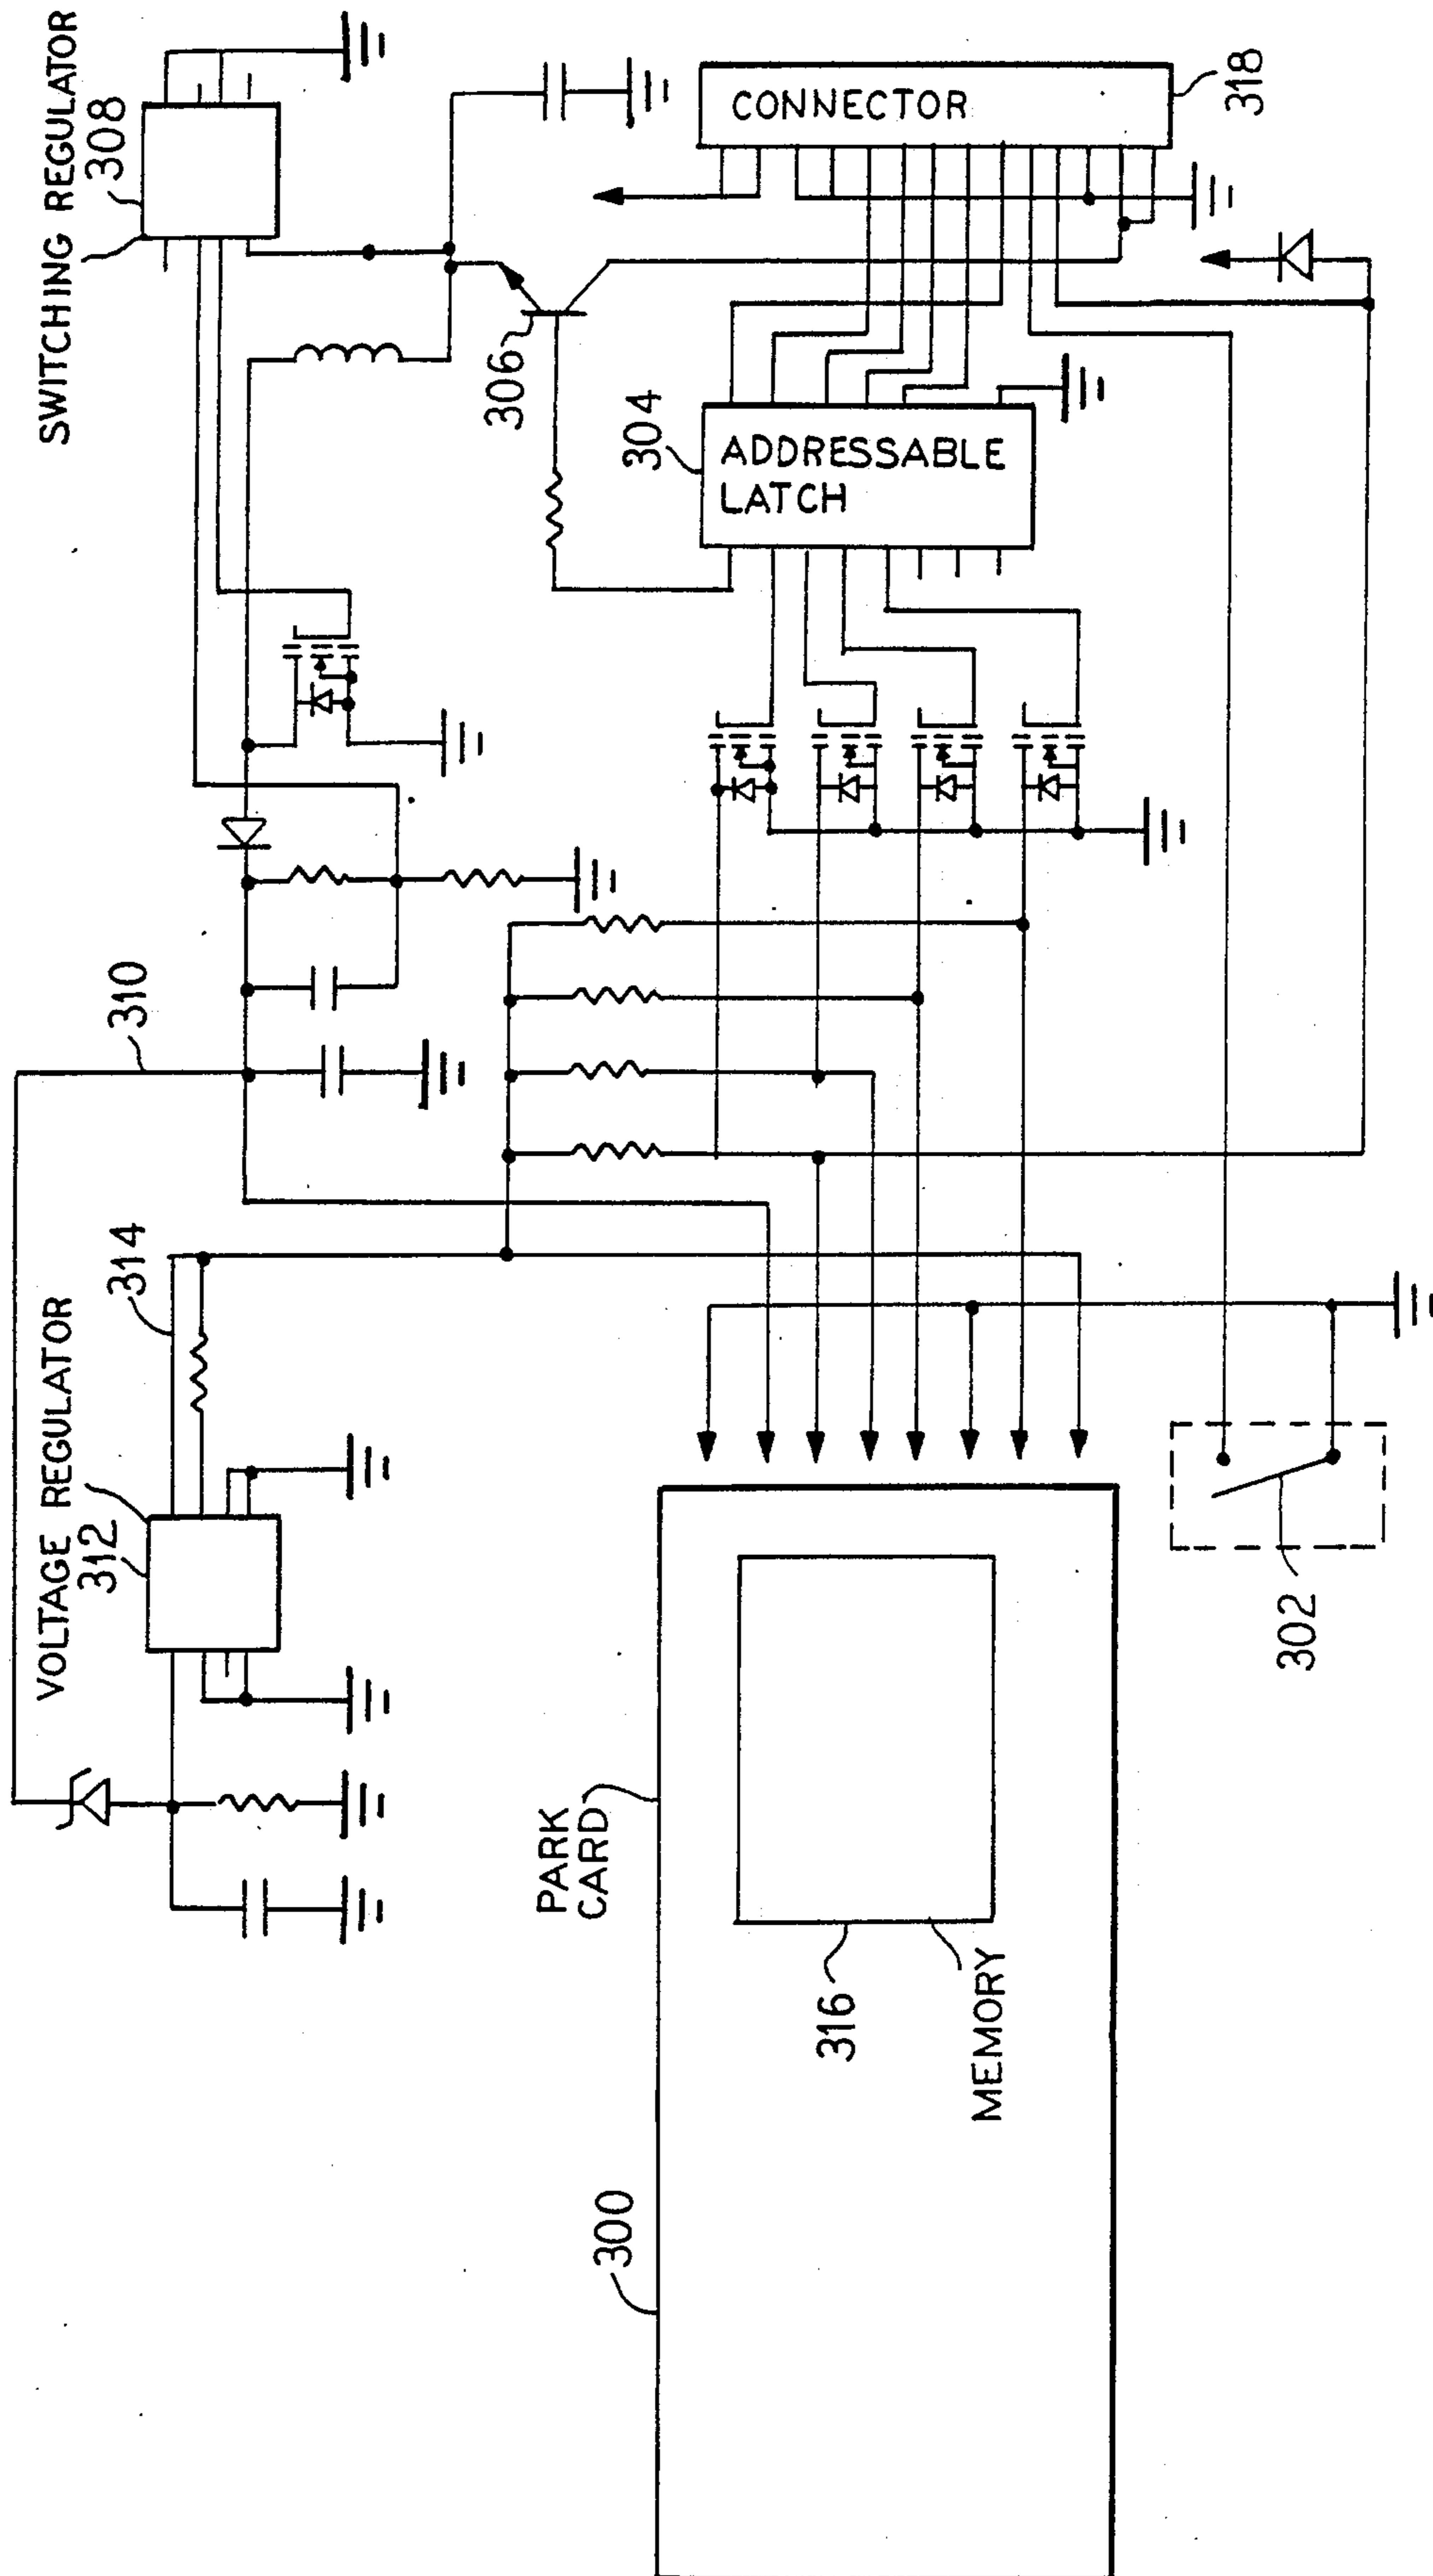 SWITCHING REGULATOR
308
310
314
VOLTAGE REGULATOR
312
306
304
ADDRESSABLE
LATCH
CONNECTOR
318
PARK
CARD
300
316
MEMORY
302